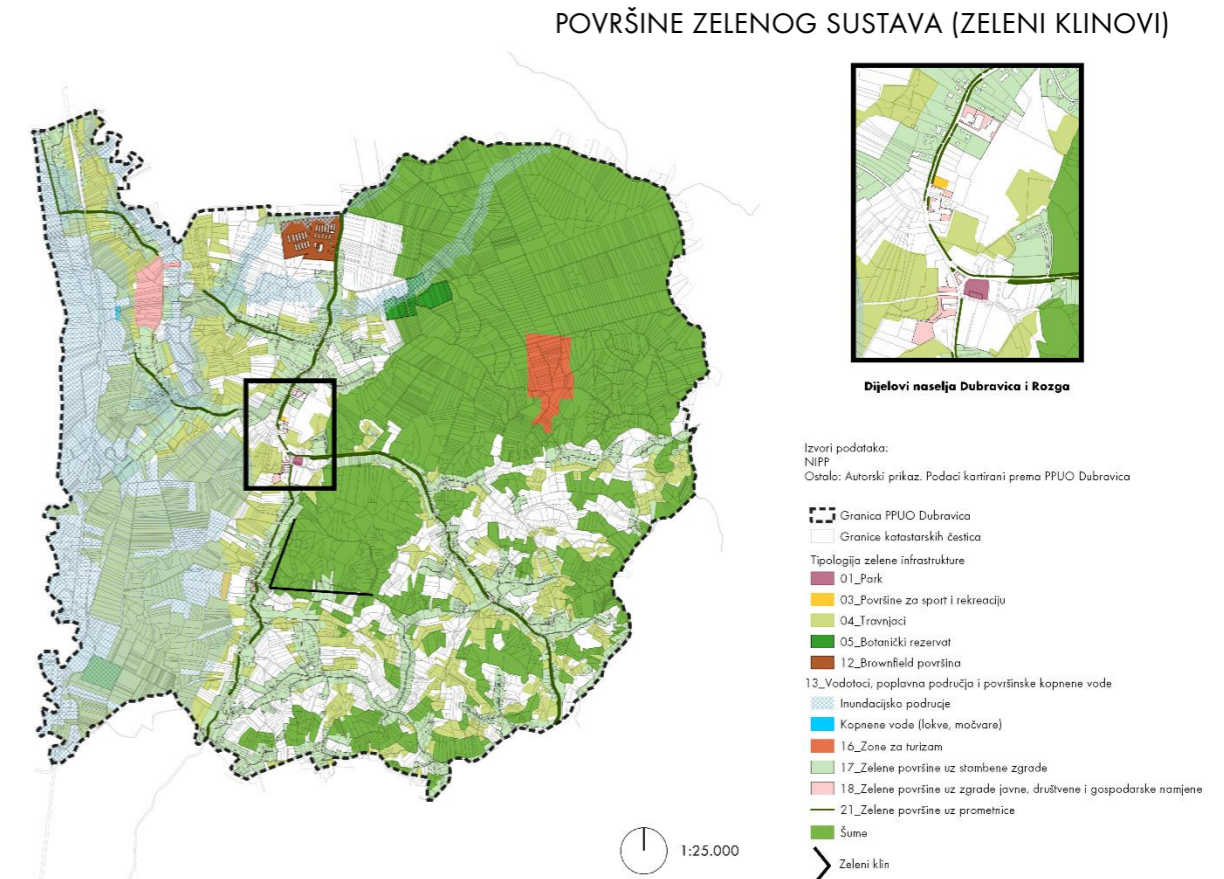 POVRŠINE ZELENOG SUSTAVA (ZELENI KLINOVI)
Dijelovi naselja Dubravica i Rozga
Izvori podataka:
NIPP
Ostalo: Autorski prikaz. Podaci kartirani prema PPUO Dubravica
Granica PPUO Dubravica
Granice katastarskih čestica
Tipologija zelene infrastrukture
01_Park
03_Površine za sport i rekreaciju
04_Travnjaci
05_Botanički rezervat
12_Brownfield površina
13_Vodotoci, poplavna područja i površinske kopnene vode
Inundacijsko podrucje
Kopnene vode (lokve, močvare)
16_Zone za turizam
17_Zelene površine uz stambene zgrade
18_Zelene površine uz zgrade javne, društvene i gospodarske namjene
21_Zelene površine uz prometnice
Šume
Zeleni klin
1:25.000